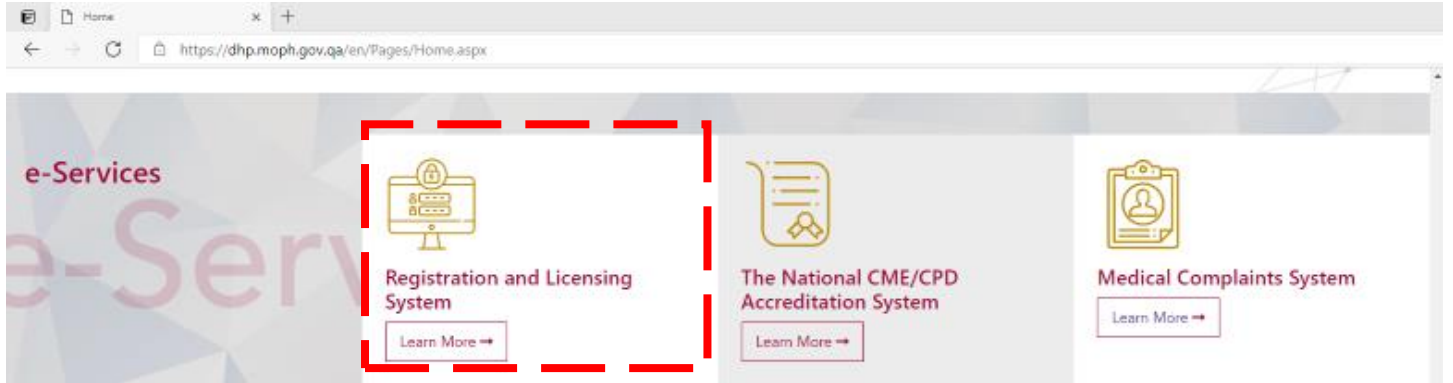 Home
https://dhp.moph.gov.qa/en/Pages/Home.aspx
e-Services
e-Serv
Registration and Licensing
System
Learn More →
The National CME/CPD
Accreditation System
Learn More →
Medical Complaints System
Learn More →